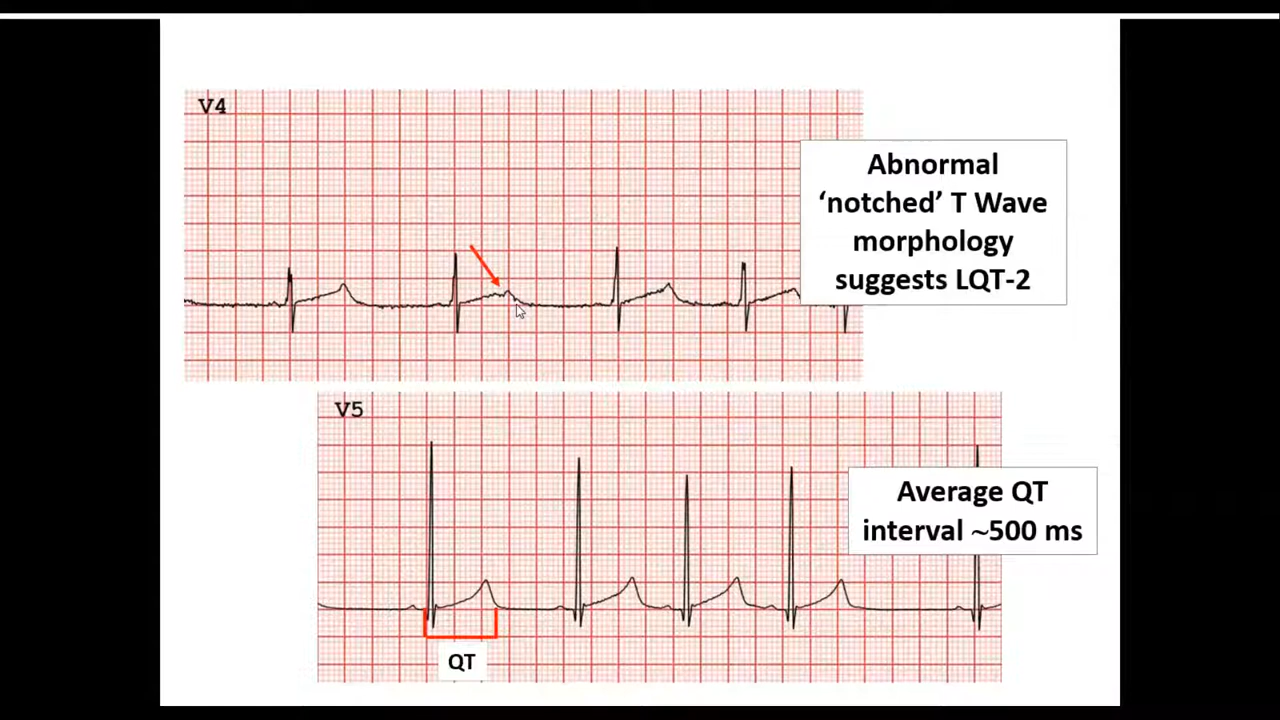 V4
Abnormal
‘notched’ T Wave
morphology
suggests LQT-2
V5
Average QT
interval ~500 ms
QT